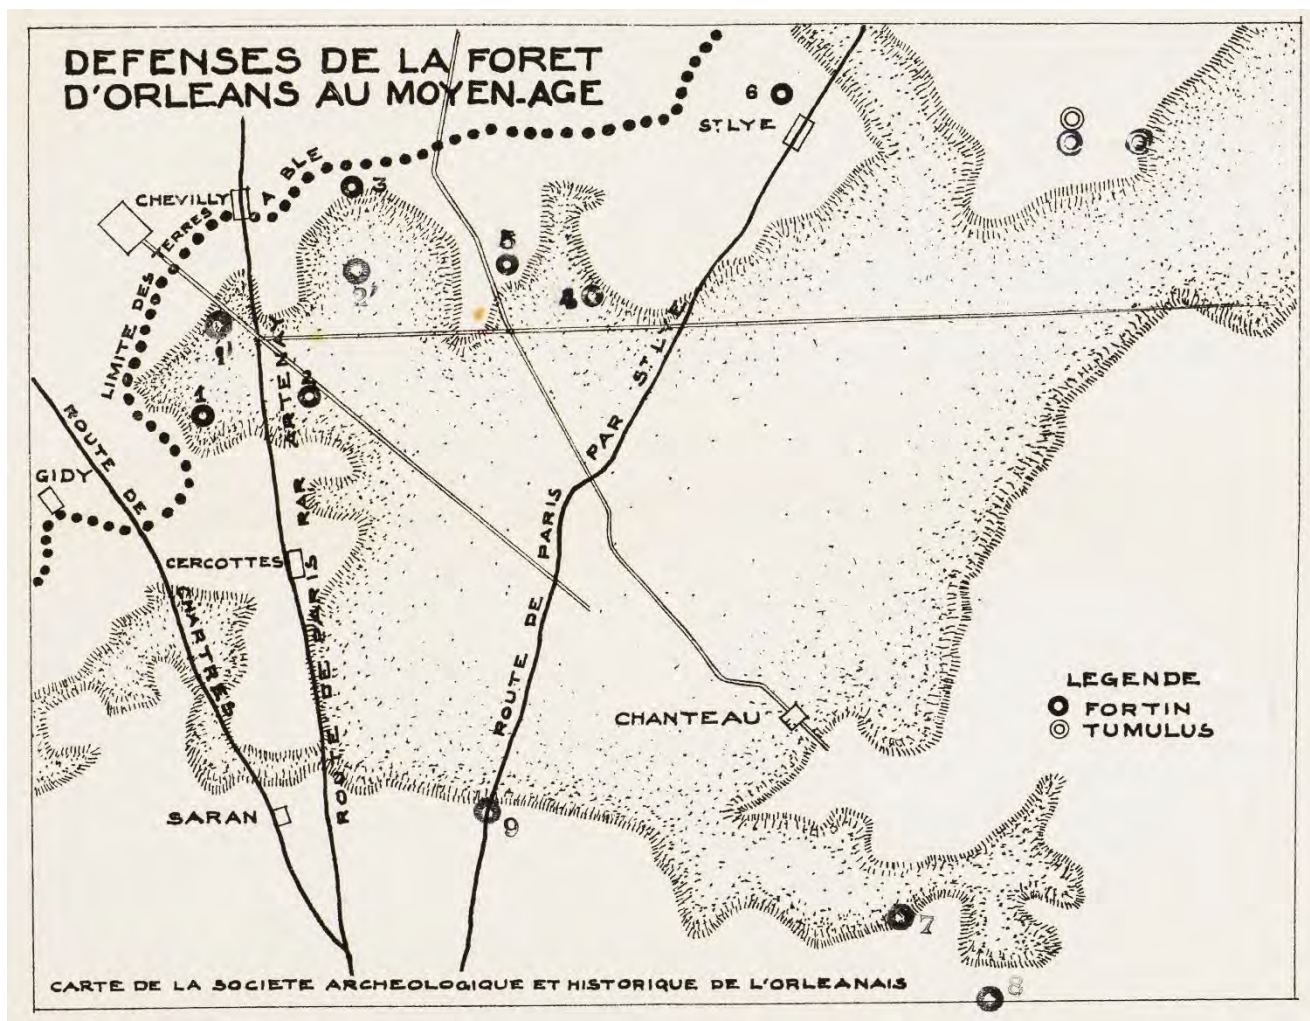 DEFENSES DE LA FORET
D'ORLEANS AU MOYEN-AGE
6
ST LYE
CHEVILLY
LIMITE DES TERRES A BLE
3
5
2'
4
1'
1
2
ROUTE DE CHARTRES
GIDY
CERCOTTES
ROUTE DE PARIS PAR ARTENAY
ROUTE DE PARIS PAR ST LYE
CHANTEAU
LEGENDE
FORTIN
TUMULUS
SARAN
9
7
8
CARTE DE LA SOCIETE ARCHEOLOGIQUE ET HISTORIQUE DE L'ORLEANAIS